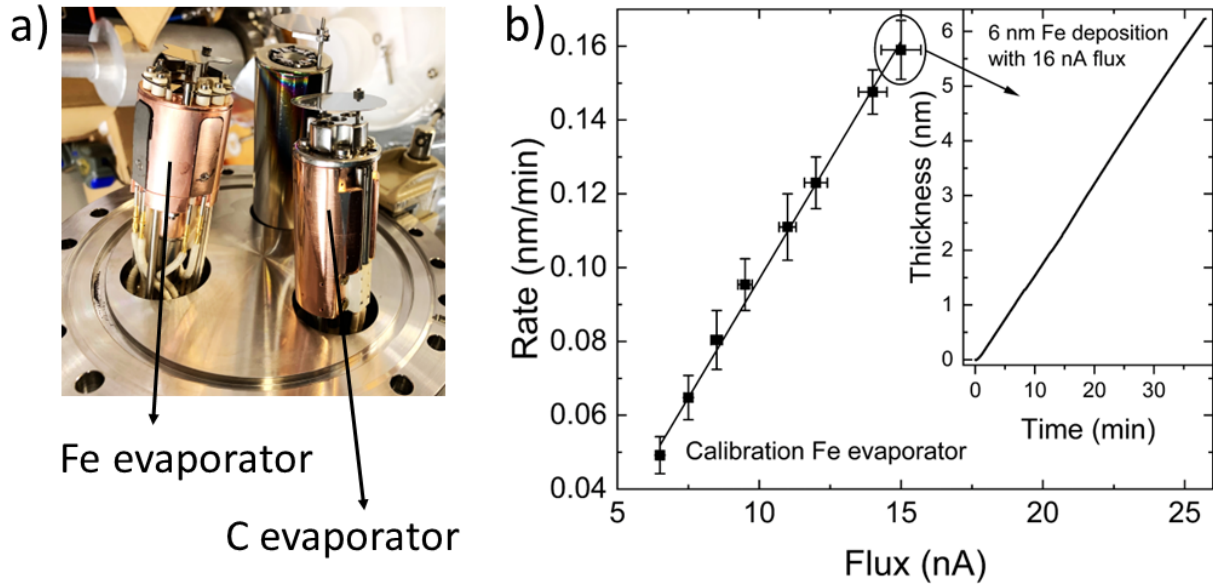 a)
Fe evaporator
C evaporator
b)
Rate (nm/min)
0.16
0.14
0.12
0.10
0.08
0.06
0.04
5
10
15
20
25
Flux (nA)
Calibration Fe evaporator
6 nm Fe deposition
with 16 nA flux
Thickness (nm)
6
5
4
3
2
1
0
0
10
20
30
Time (min)